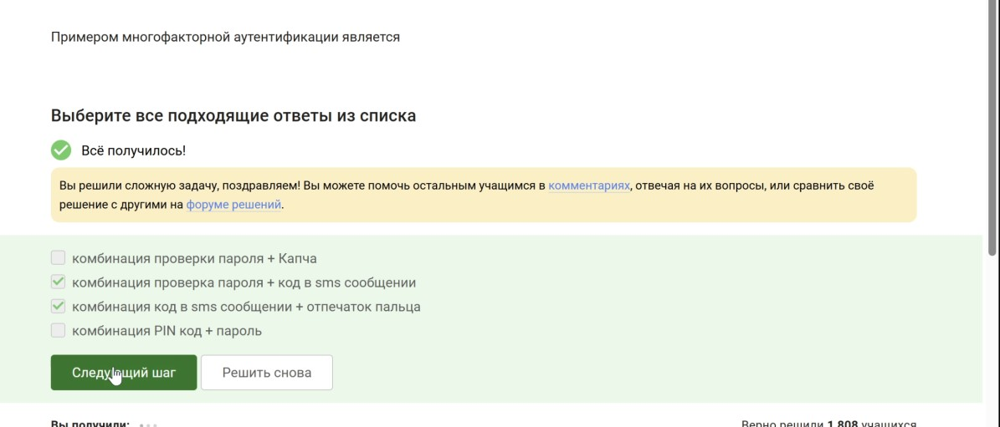 Примером многофакторной аутентификации является
Выберите все подходящие ответы из списка
Всё получилось!
Вы решили сложную задачу, поздравляем! Вы можете помочь остальным учащимся в комментариях, отвечая на их вопросы, или сравнить своё
решение с другими на форуме решений.
комбинация проверки пароля + Капча
комбинация проверка пароля + код в sms сообщении
комбинация код в sms сообщении + отпечаток пальца
комбинация PIN код + пароль
Следующий шаг Решить снова
Вы получили: Верно решили 1 808 учащихся